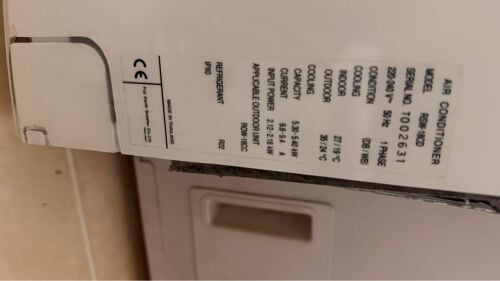 AIR CONDITIONER
MODEL RSW-18CD
SERIAL NO. T002631
220-240 V~ 50 Hz 1 PHASE
CONDITION (DB / WB)
COOLING
INDOOR 27 / 19 °C
OUTDOOR 35 / 24 °C
COOLING
CAPACITY 5.30-5.40 kW
CURRENT 9.8-9.4 A
INPUT POWER 2.12-2.18 kW
APPLICABLE OUTDOOR UNIT
ROW-18CC
REFRIGERANT R22
IPX0
MADE IN THAILAND
CE